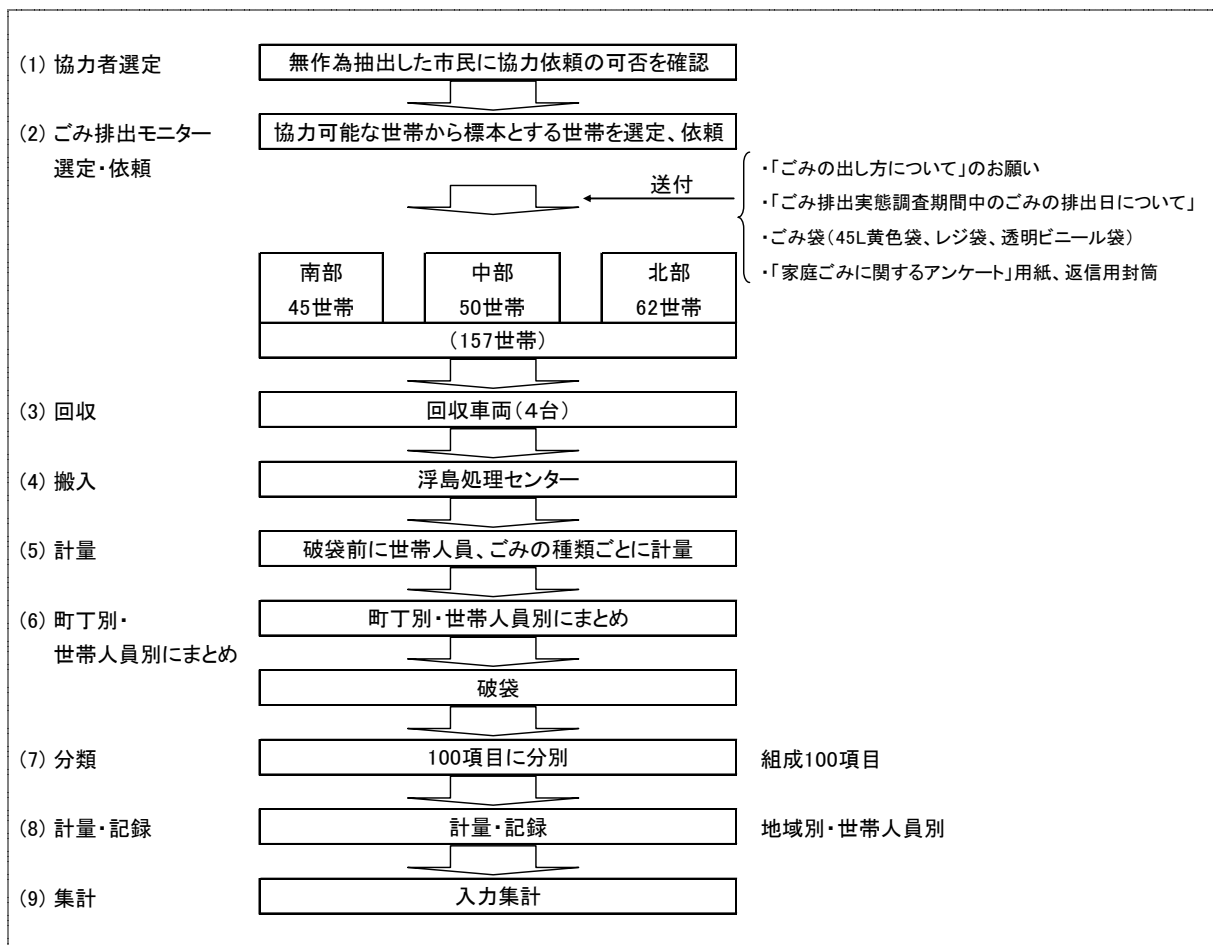 (1) 協力者選定
無作為抽出した市民に協力依頼の可否を確認
(2) ごみ排出モニター
選定・依頼
協力可能な世帯から標本とする世帯を選定、依頼
送付
・「ごみの出し方について」のお願い
・「ごみ排出実態調査期間中のごみの排出日について」
・ごみ袋(45L黄色袋、レジ袋、透明ビニール袋)
・「家庭ごみに関するアンケート」用紙、返信用封筒
南部
45世帯
中部
50世帯
北部
62世帯
(157世帯)
(3) 回収
回収車両(4台)
(4) 搬入
浮島処理センター
(5) 計量
破袋前に世帯人員、ごみの種類ごとに計量
(6) 町丁別・
世帯人員別にまとめ
町丁別・世帯人員別にまとめ
破袋
(7) 分類
100項目に分別
組成100項目
(8) 計量・記録
計量・記録
地域別・世帯人員別
(9) 集計
入力集計